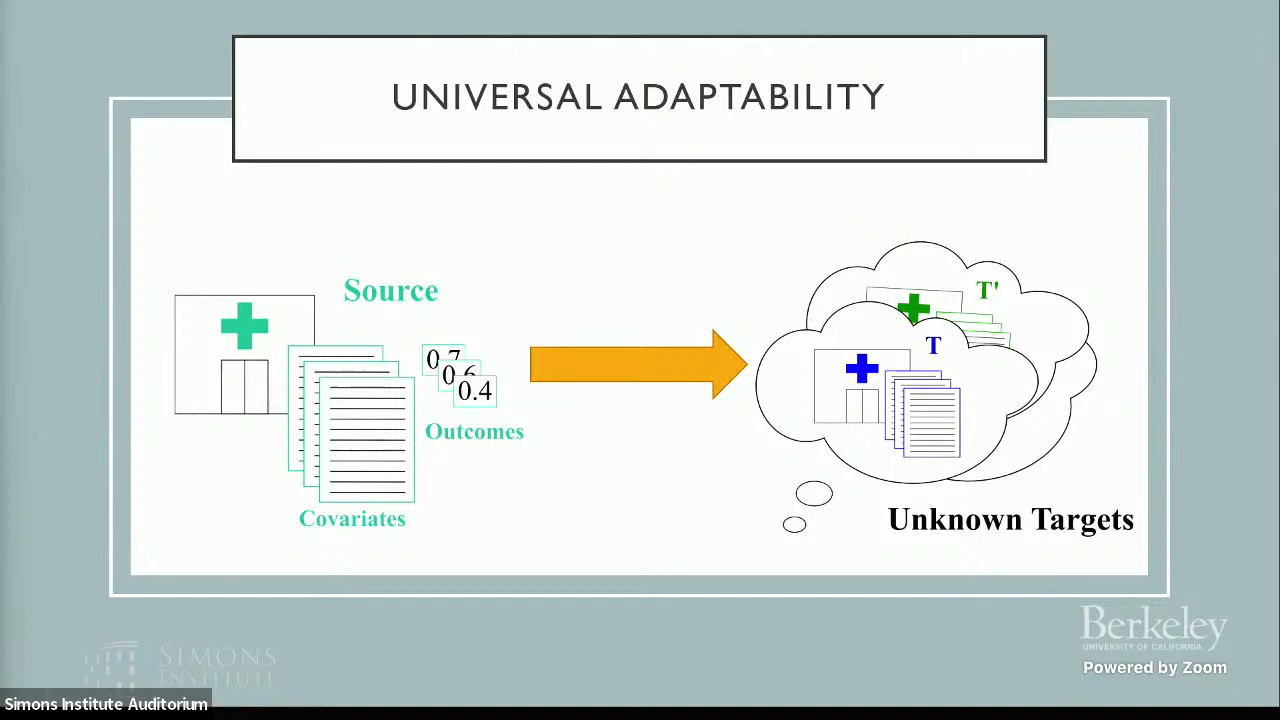 UNIVERSAL ADAPTABILITY
Source
0.7
0.6
0.4
Outcomes
Covariates
T'
T
Unknown Targets
SIMONS
INSTITUTE
Berkeley
UNIVERSITY OF CALIFORNIA
Powered by Zoom
Simons Institute Auditorium